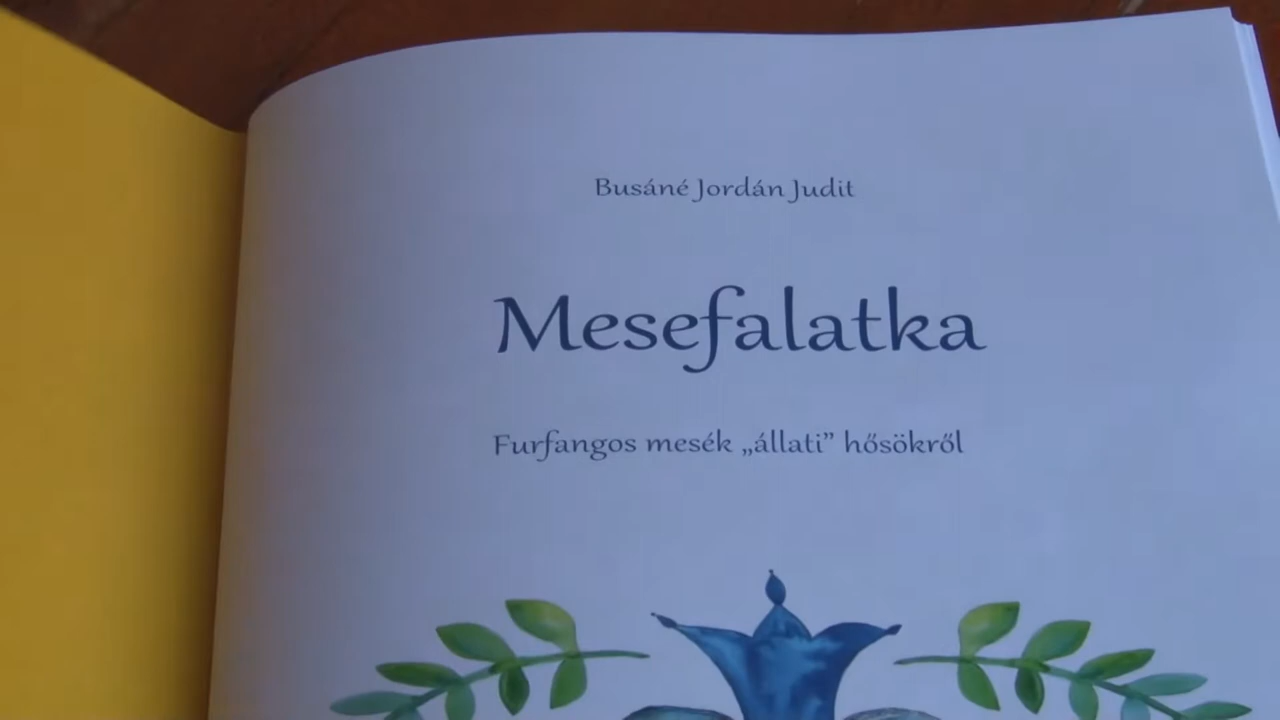 Busáné Jordán Judit
Mesefalatka
Furfangos mesék „állati” hősökről